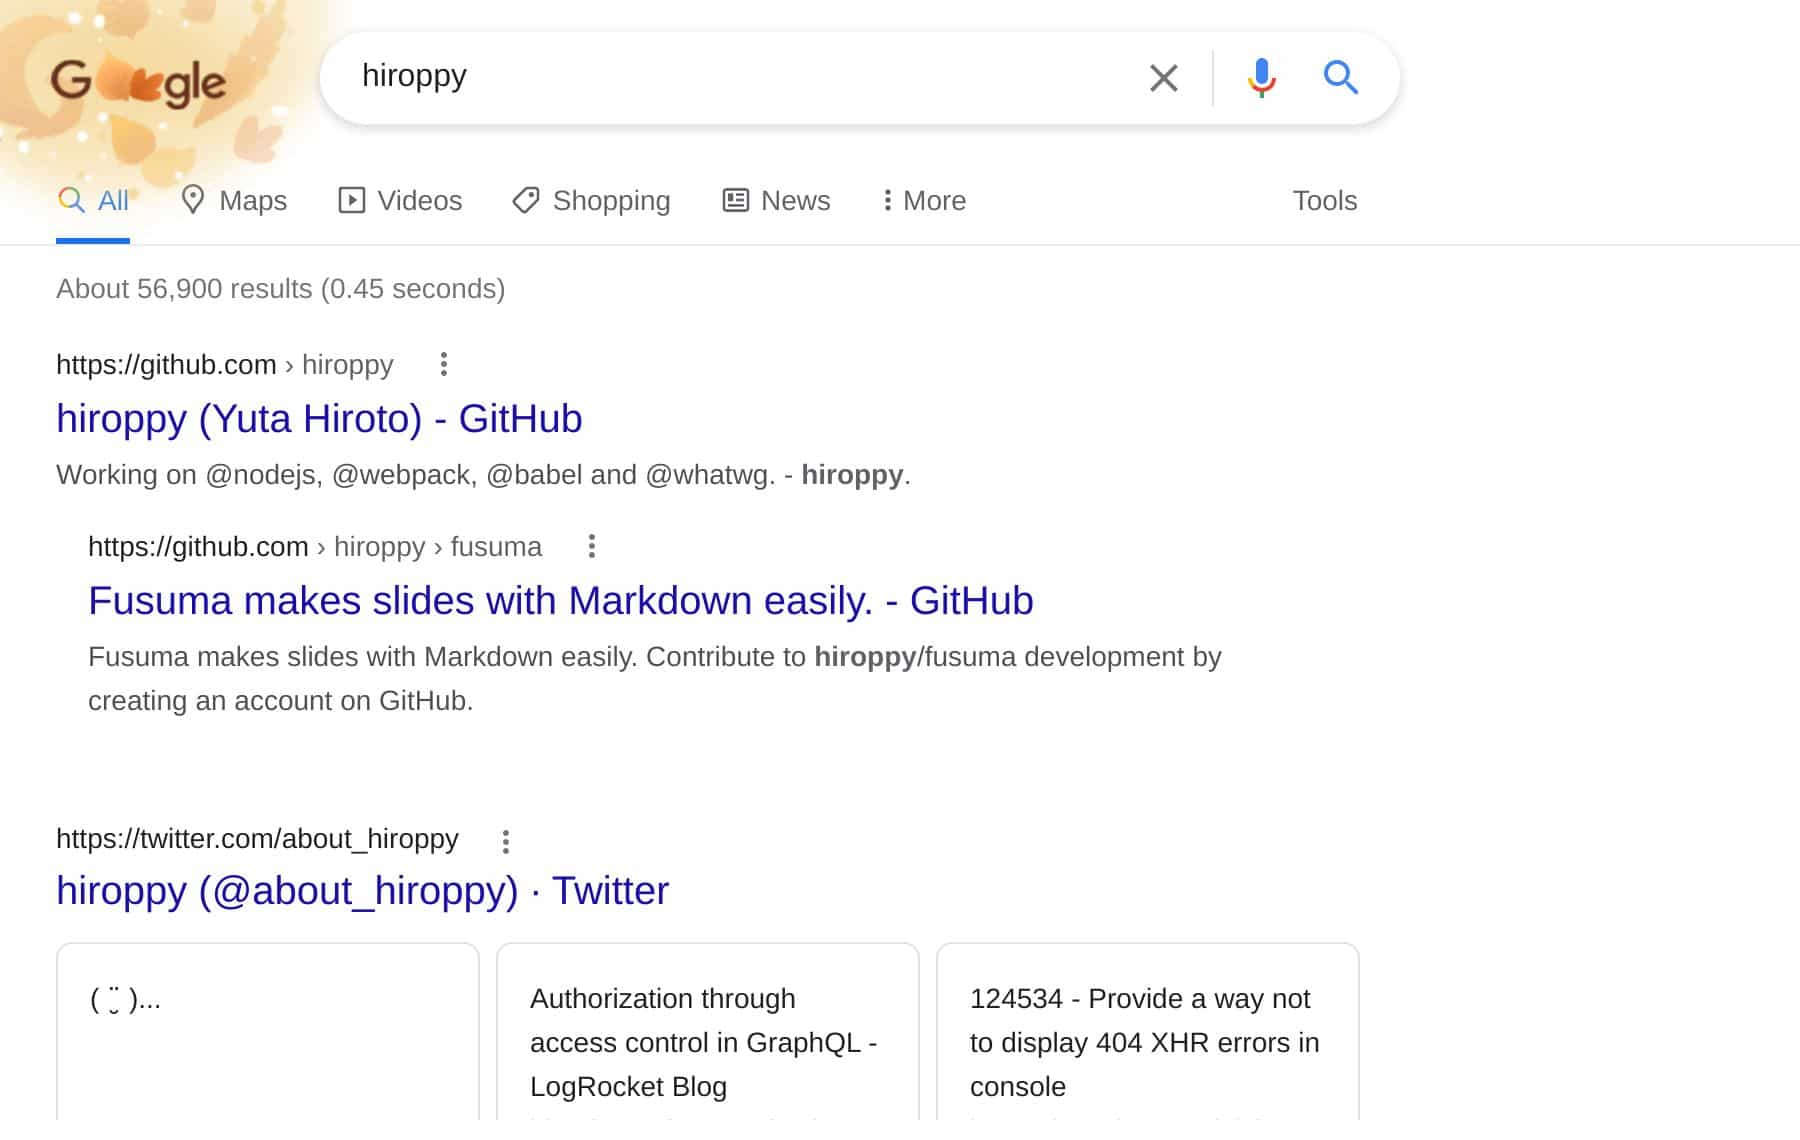 Google
hiroppy
All Maps Videos Shopping News More Tools
About 56,900 results (0.45 seconds)
https://github.com › hiroppy
hiroppy (Yuta Hiroto) - GitHub
Working on @nodejs, @webpack, @babel and @whatwg. - hiroppy.
https://github.com › hiroppy › fusuma
Fusuma makes slides with Markdown easily. - GitHub
Fusuma makes slides with Markdown easily. Contribute to hiroppy/fusuma development by
creating an account on GitHub.
https://twitter.com/about_hiroppy
hiroppy (@about_hiroppy) · Twitter
( ¨̮ )...
Authorization through
access control in GraphQL -
LogRocket Blog
124534 - Provide a way not
to display 404 XHR errors in
console